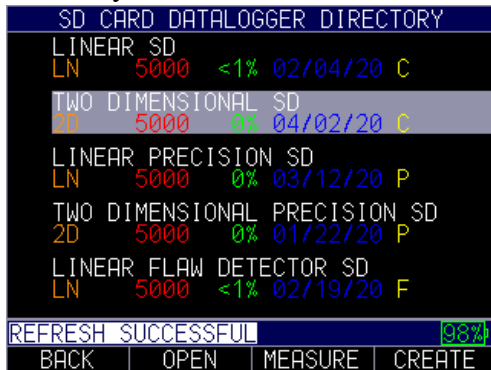 SD CARD DATALOGGER DIRECTORY
LINEAR SD
LN 5000 <1% 02/04/20 C
TWO DIMENSIONAL SD
2D 5000 0% 04/02/20 C
LINEAR PRECISION SD
LN 5000 0% 03/12/20 P
TWO DIMENSIONAL PRECISION SD
2D 5000 0% 01/22/20 P
LINEAR FLAW DETECTOR SD
LN 5000 <1% 02/19/20 F
REFRESH SUCCESSFUL 98%
BACK OPEN MEASURE CREATE